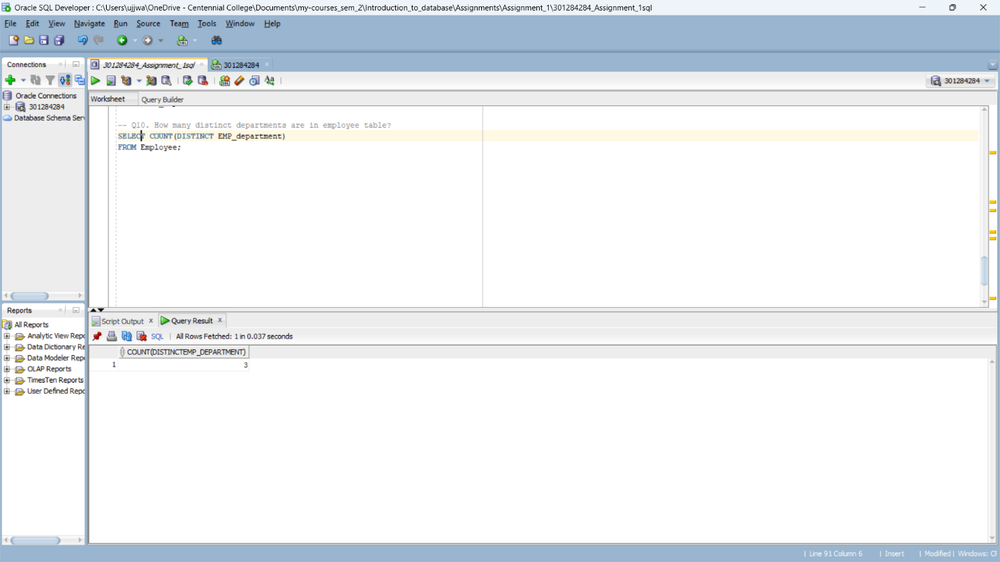 Oracle SQL Developer : C:\Users\ujjwa\OneDrive - Centennial College\Documents\my-courses_sem_2\Introduction_to_database\Assignments\Assignment_1\301284284_Assignment_1sql
File Edit View Navigate Run Source Team Tools Window Help
Connections
301284284_Assignment_1sql
301284284
301284284
Oracle Connections
301284284
Database Schema Serv
Worksheet Query Builder
-- Q10. How many distinct departments are in employee table?
SELECT COUNT(DISTINCT EMP_department)
FROM Employee;
Reports
All Reports
Analytic View Repo
Data Dictionary Re
Data Modeler Repo
OLAP Reports
TimesTen Reports
User Defined Repo
Script Output Query Result
SQL | All Rows Fetched: 1 in 0.037 seconds
COUNT(DISTINCTEMP_DEPARTMENT)
1 3
| Line 91 Column 6 | Insert | Modified | Windows: CF